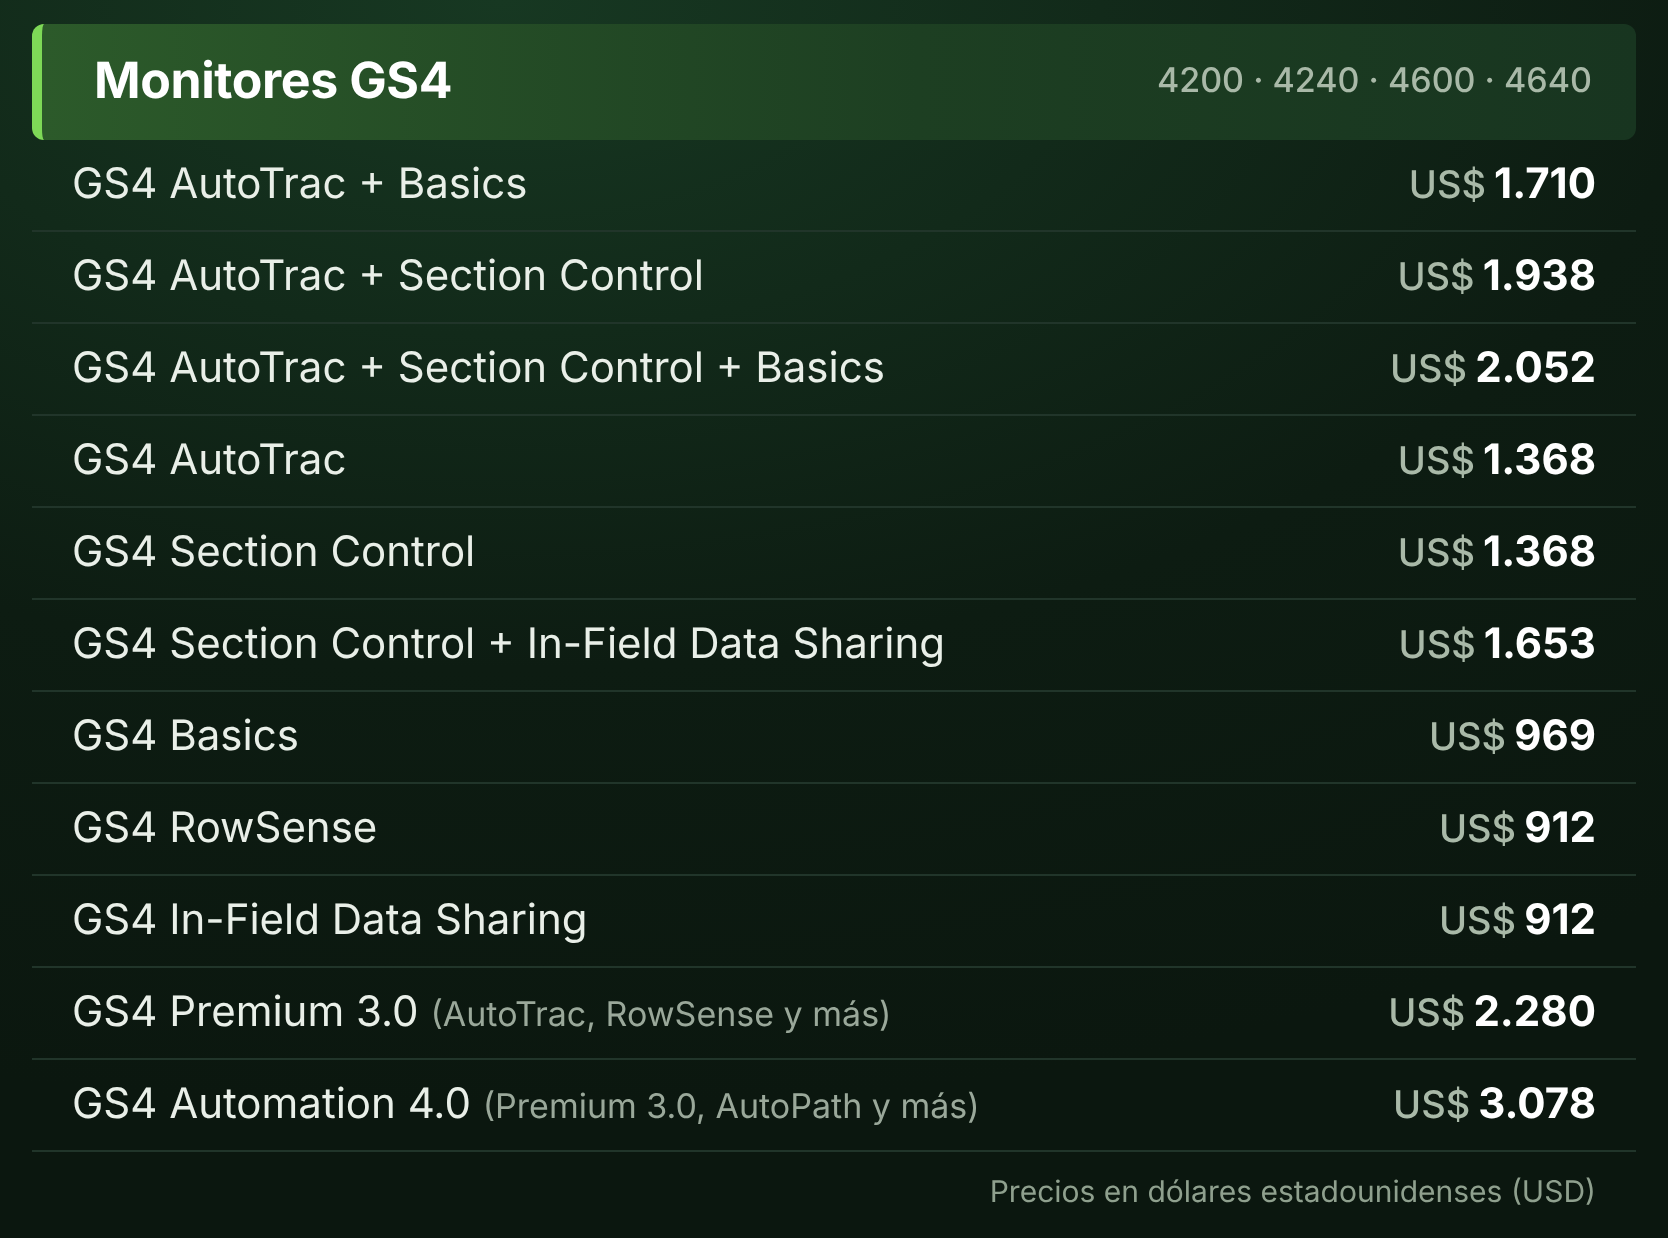 Monitores GS4 4200 · 4240 · 4600 · 4640
GS4 AutoTrac + Basics US$ 1.710
GS4 AutoTrac + Section Control US$ 1.938
GS4 AutoTrac + Section Control + Basics US$ 2.052
GS4 AutoTrac US$ 1.368
GS4 Section Control US$ 1.368
GS4 Section Control + In-Field Data Sharing US$ 1.653
GS4 Basics US$ 969
GS4 RowSense US$ 912
GS4 In-Field Data Sharing US$ 912
GS4 Premium 3.0 (AutoTrac, RowSense y más) US$ 2.280
GS4 Automation 4.0 (Premium 3.0, AutoPath y más) US$ 3.078
Precios en dólares estadounidenses (USD)